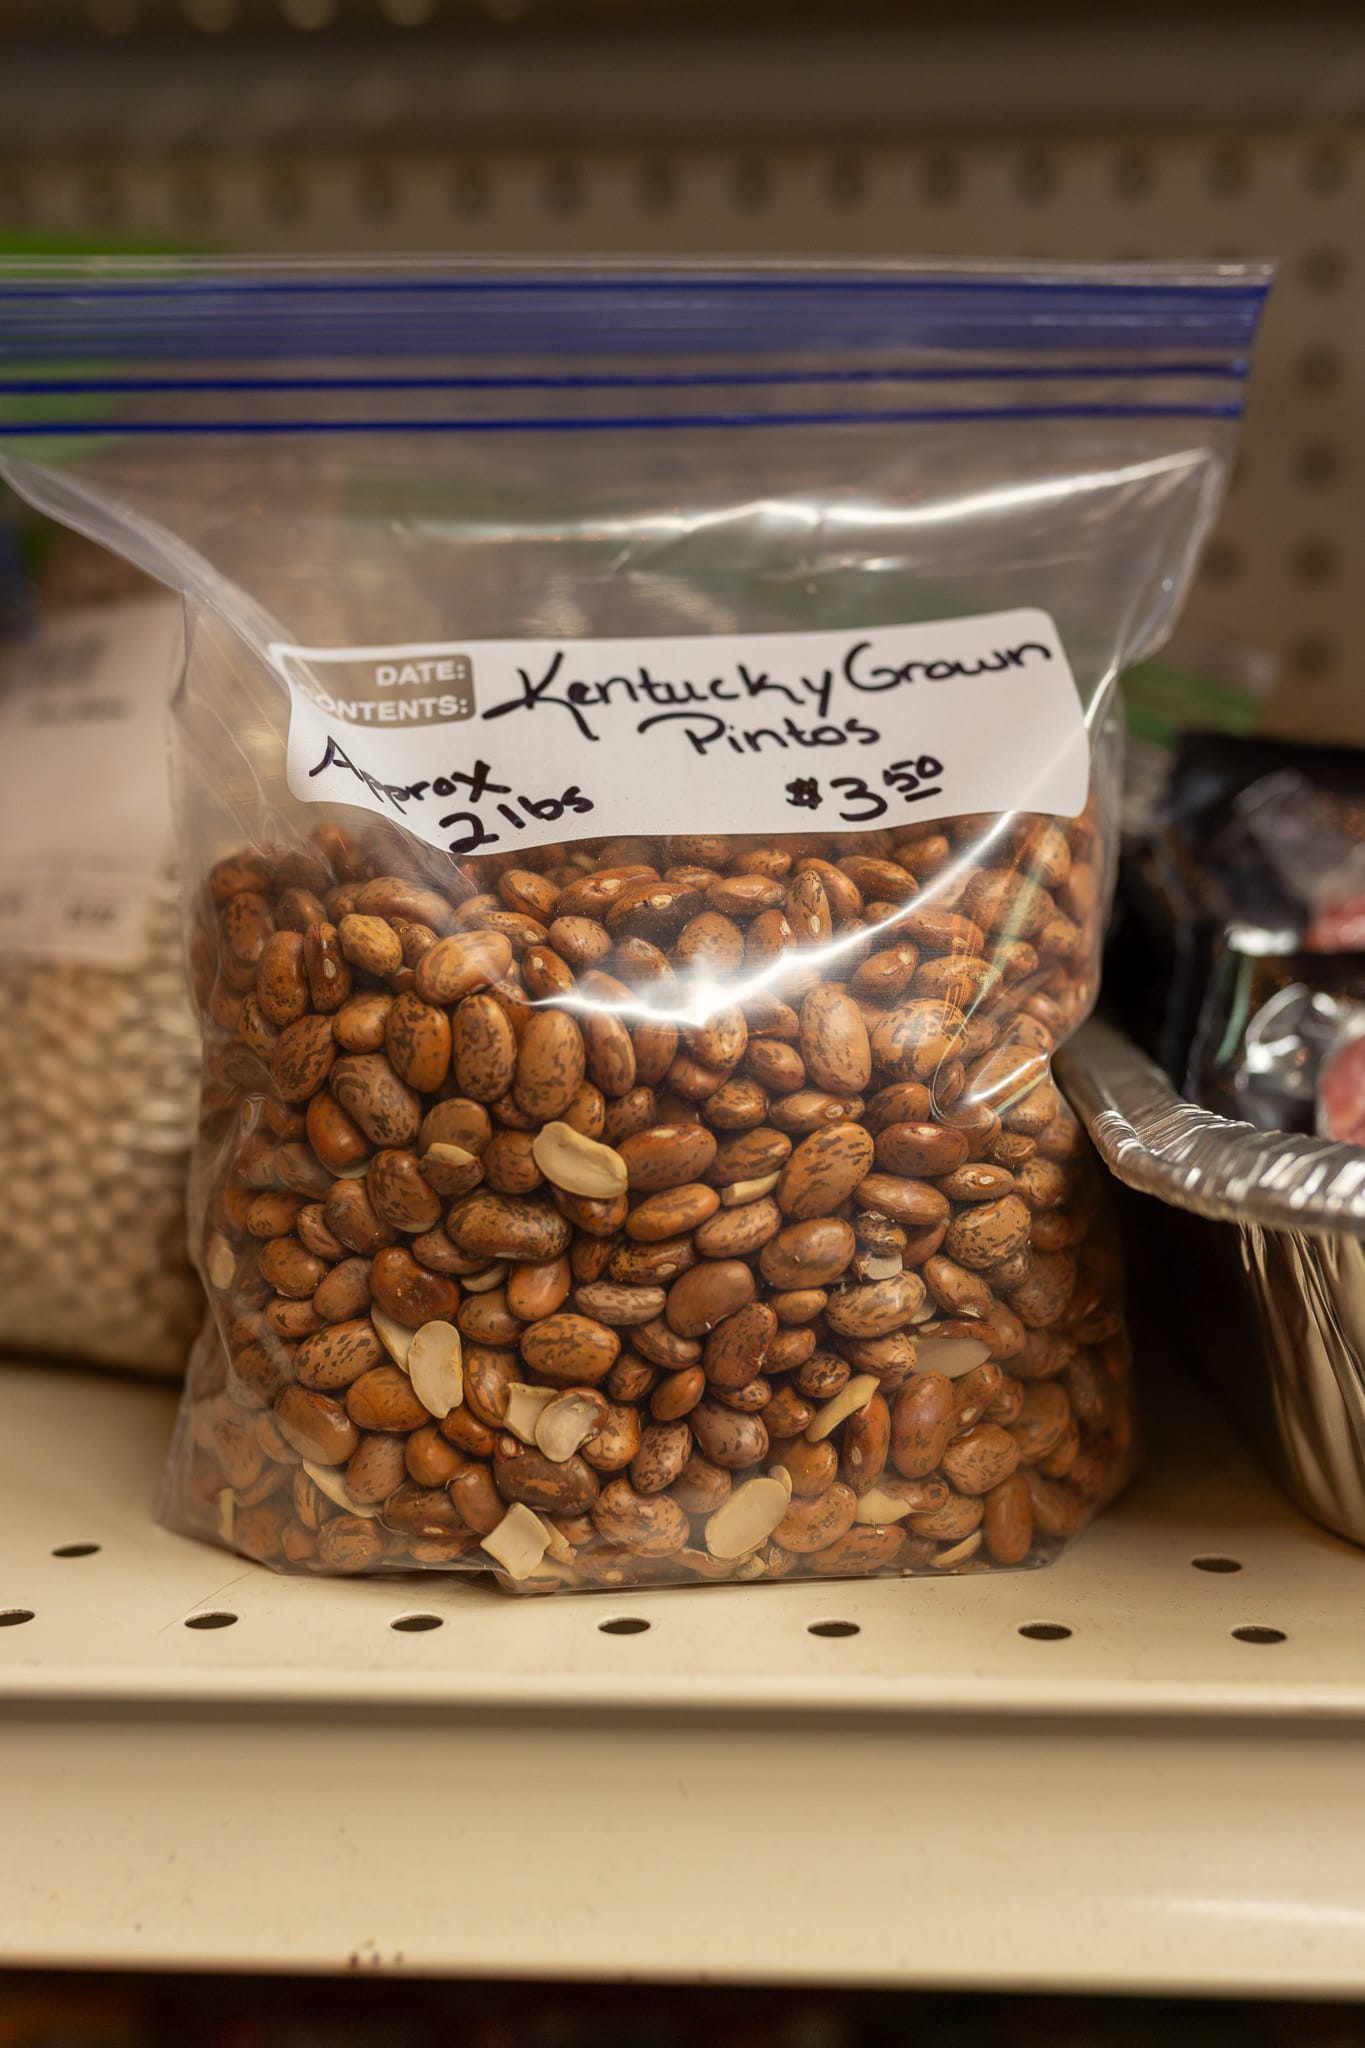 DATE: Kentucky Grown
CONTENTS: Pintos
Approx
2 lbs $3.50